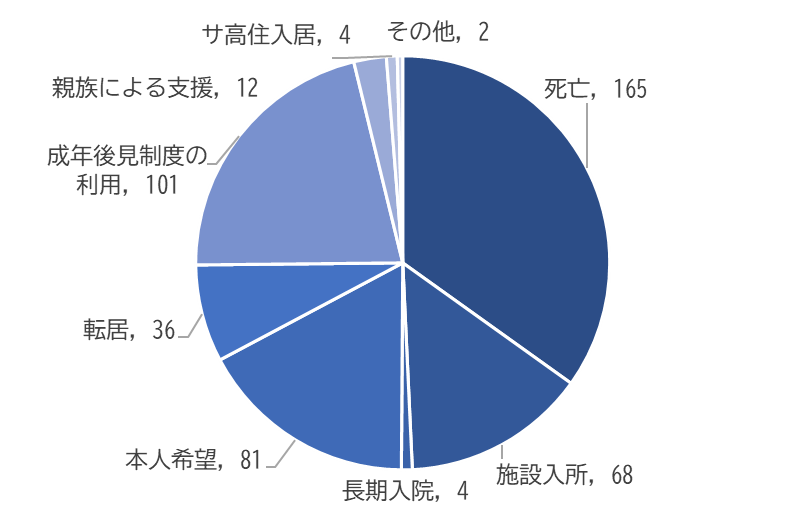 サ高住入居, 4
その他, 2
親族による支援, 12
死亡, 165
成年後見制度の
利用, 101
転居, 36
本人希望, 81
長期入院, 4
施設入所, 68